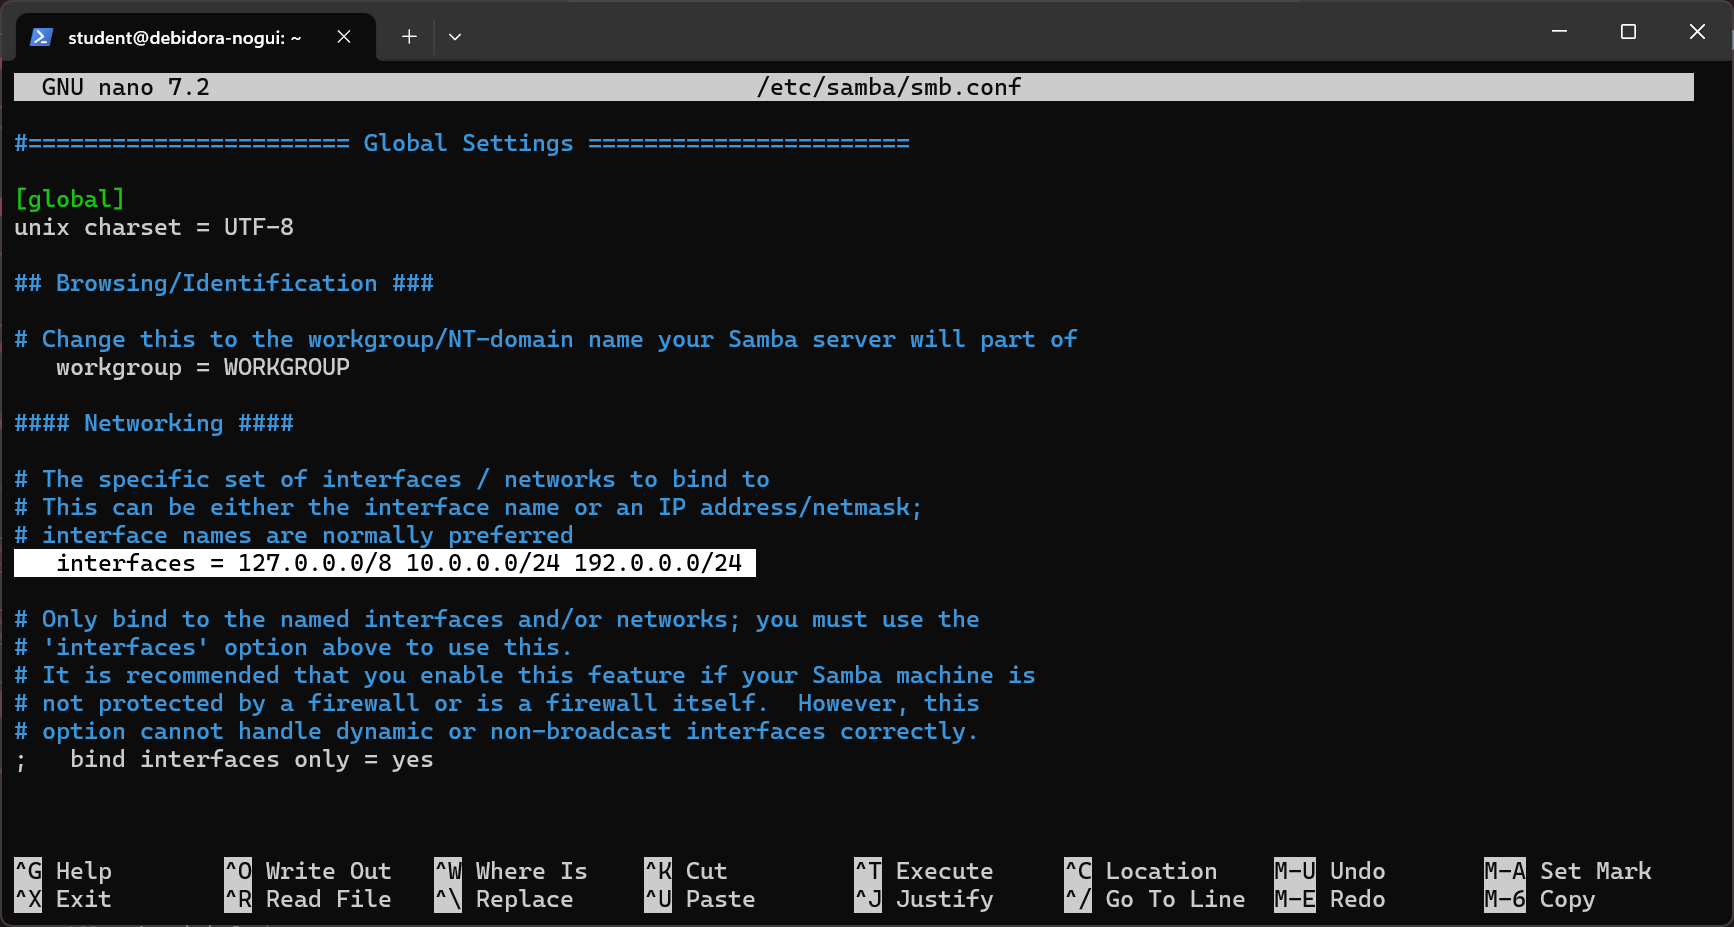 student@debidora-nogui: ~
GNU nano 7.2 /etc/samba/smb.conf
#======================= Global Settings =======================
[global]
unix charset = UTF-8
## Browsing/Identification ###
# Change this to the workgroup/NT-domain name your Samba server will part of
workgroup = WORKGROUP
#### Networking ####
# The specific set of interfaces / networks to bind to
# This can be either the interface name or an IP address/netmask;
# interface names are normally preferred
interfaces = 127.0.0.0/8 10.0.0.0/24 192.0.0.0/24
# Only bind to the named interfaces and/or networks; you must use the
# 'interfaces' option above to use this.
# It is recommended that you enable this feature if your Samba machine is
# not protected by a firewall or is a firewall itself.  However, this
# option cannot handle dynamic or non-broadcast interfaces correctly.
;   bind interfaces only = yes
^G Help ^O Write Out ^W Where Is ^K Cut ^T Execute ^C Location M-U Undo M-A Set Mark
^X Exit ^R Read File ^\ Replace ^U Paste ^J Justify ^/ Go To Line M-E Redo M-6 Copy